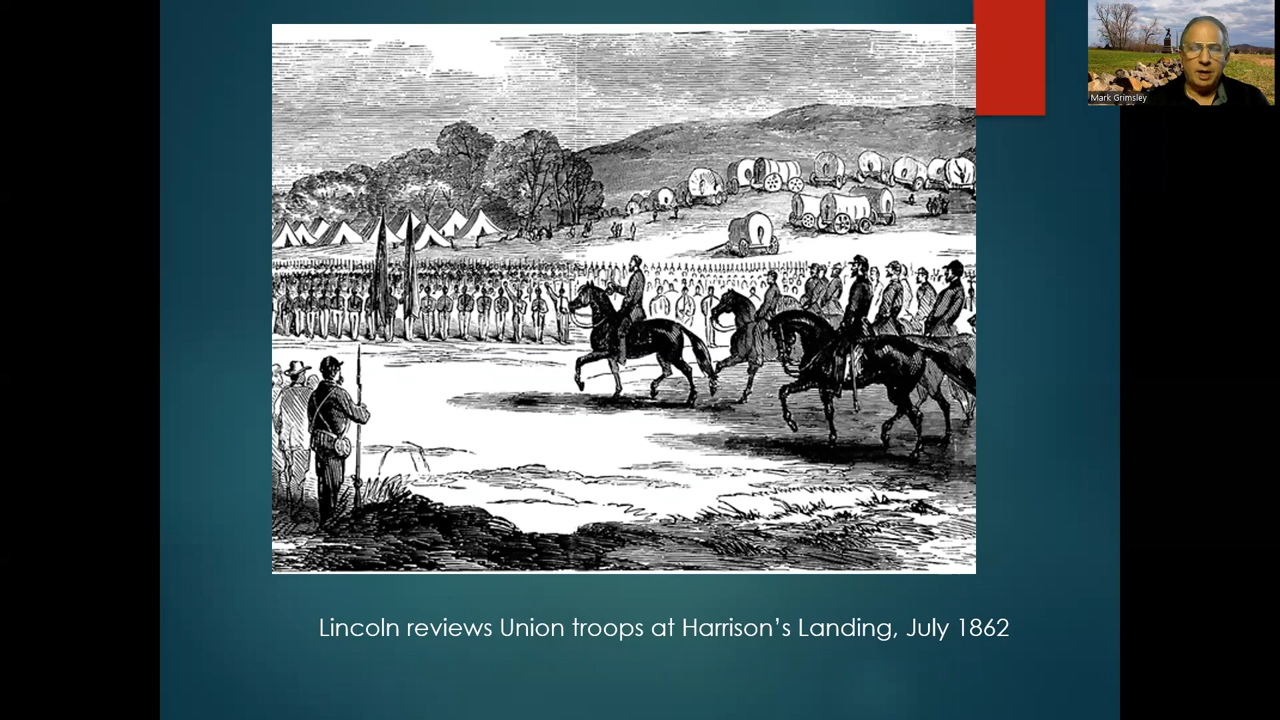 Mark Grimsley
Lincoln reviews Union troops at Harrison’s Landing, July 1862